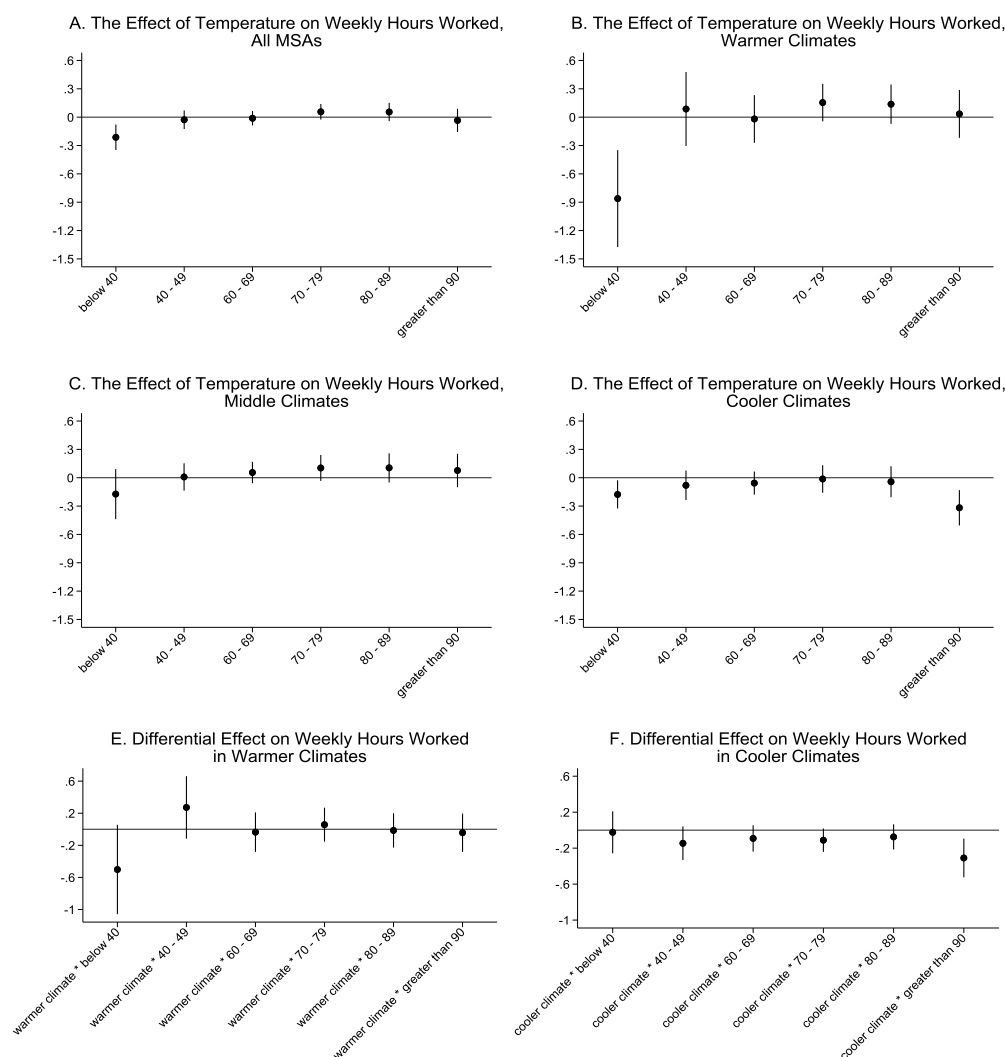 A. The Effect of Temperature on Weekly Hours Worked,
All MSAs
.6
.3
0
-.3
-.6
-.9
-1.2
-1.5
below 40
40 - 49
60 - 69
70 - 79
80 - 89
greater than 90
B. The Effect of Temperature on Weekly Hours Worked,
Warmer Climates
.6
.3
0
-.3
-.6
-.9
-1.2
-1.5
below 40
40 - 49
60 - 69
70 - 79
80 - 89
greater than 90
C. The Effect of Temperature on Weekly Hours Worked,
Middle Climates
.6
.3
0
-.3
-.6
-.9
-1.2
-1.5
below 40
40 - 49
60 - 69
70 - 79
80 - 89
greater than 90
D. The Effect of Temperature on Weekly Hours Worked,
Cooler Climates
.6
.3
0
-.3
-.6
-.9
-1.2
-1.5
below 40
40 - 49
60 - 69
70 - 79
80 - 89
greater than 90
E. Differential Effect on Weekly Hours Worked
in Warmer Climates
.6
.2
-.2
-.6
-1
warmer climate * below 40
warmer climate * 40 - 49
warmer climate * 60 - 69
warmer climate * 70 - 79
warmer climate * 80 - 89
warmer climate * greater than 90
F. Differential Effect on Weekly Hours Worked
in Cooler Climates
.6
.2
-.2
-.6
-1
cooler climate * below 40
cooler climate * 40 - 49
cooler climate * 60 - 69
cooler climate * 70 - 79
cooler climate * 80 - 89
cooler climate * greater than 90